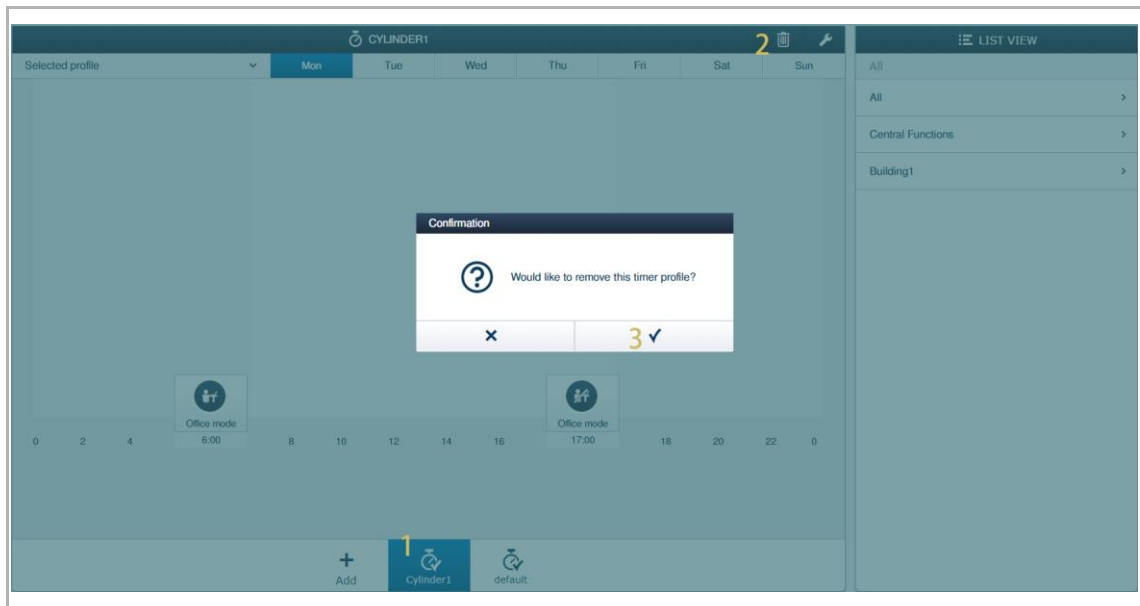 CYLINDER1
2
LIST VIEW
Selected profile
Mon
Tue
Wed
Thu
Fri
Sat
Sun
All
All
Central Functions
Building1
Confirmation
Would like to remove this timer profile?
3
Office mode
Office mode
0 2 4 6:00 8 10 12 14 16 17:00 18 20 22 0
1
Add
Cylinder1
default